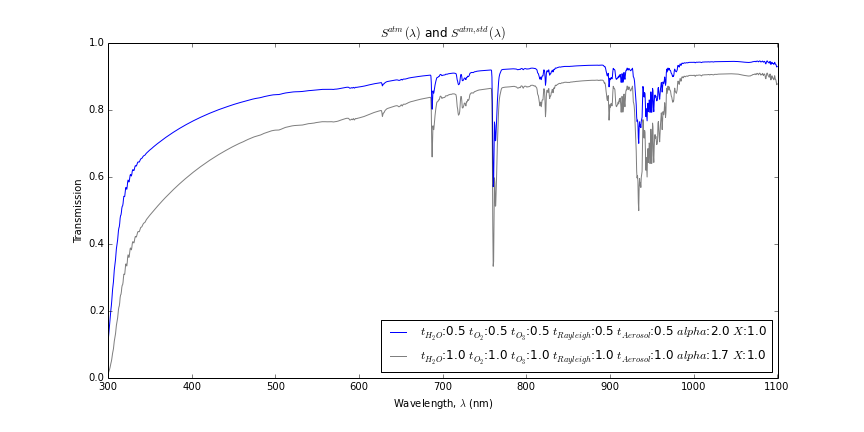 S^{atm}(λ) and S^{atm,std}(λ)
1.0
0.8
0.6
0.4
0.2
0.0
Transmission
t_{H_2O}:0.5 t_{O_2}:0.5 t_{O_3}:0.5 t_{Rayleigh}:0.5 t_{Aerosol}:0.5 alpha:2.0 X:1.0
t_{H_2O}:1.0 t_{O_2}:1.0 t_{O_3}:1.0 t_{Rayleigh}:1.0 t_{Aerosol}:1.0 alpha:1.7 X:1.0
300 400 500 600 700 800 900 1000 1100
Wavelength, λ (nm)